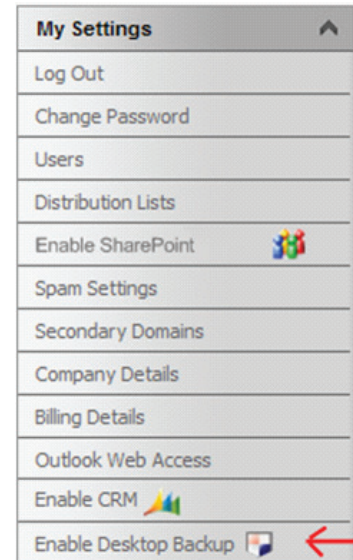 My Settings
Log Out
Change Password
Users
Distribution Lists
Enable SharePoint
Spam Settings
Secondary Domains
Company Details
Billing Details
Outlook Web Access
Enable CRM
Enable Desktop Backup